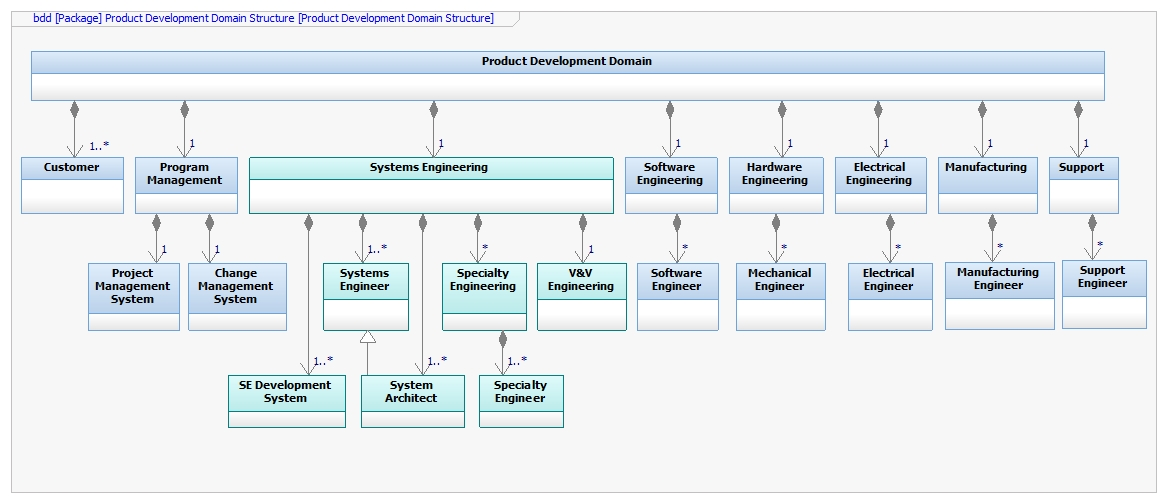 bdd [Package] Product Development Domain Structure [Product Development Domain Structure]
Product Development Domain
1..*
1
1
1
1
1
1
1
Customer
Program
Management
Systems Engineering
Software
Engineering
Hardware
Engineering
Electrical
Engineering
Manufacturing
Support
1
1
1..*
*
1
*
*
*
*
*
Project
Management
System
Change
Management
System
Systems
Engineer
Specialty
Engineering
V&V
Engineering
Software
Engineer
Mechanical
Engineer
Electrical
Engineer
Manufacturing
Engineer
Support
Engineer
1..*
1..*
1..*
SE Development
System
System
Architect
Specialty
Engineer